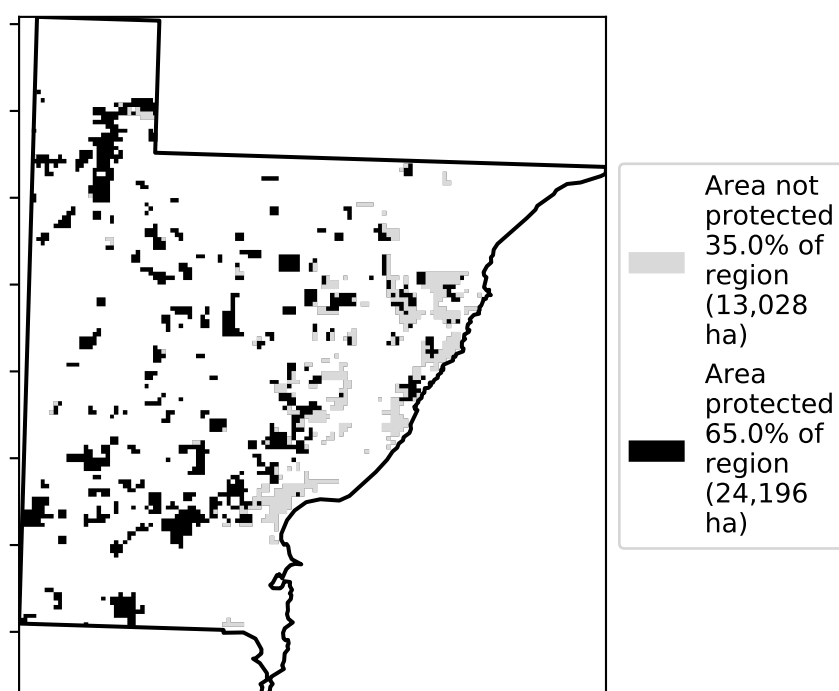 Area not
protected
35.0% of
region
(13,028
ha)
Area
protected
65.0% of
region
(24,196
ha)